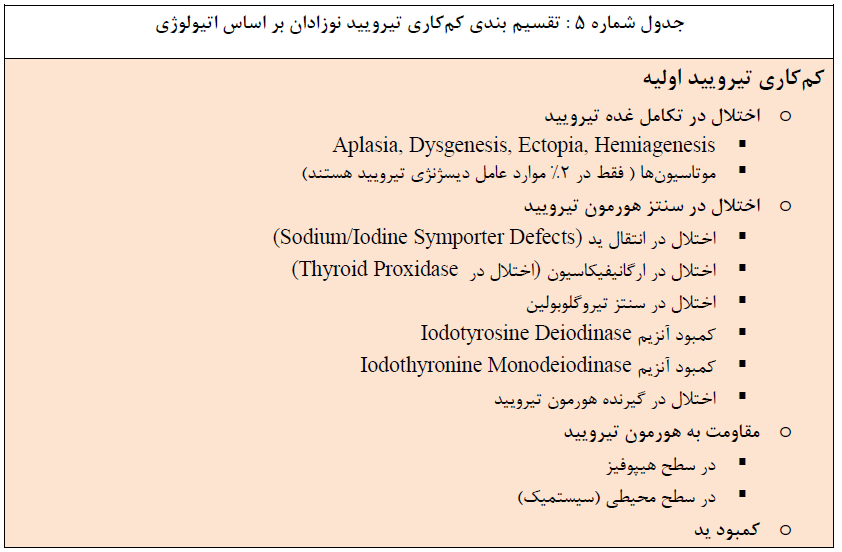 جدول شماره ۵ : تقسیم بندی کم‌کاری تیرویید نوزادان بر اساس اتیولوژی
کم‌کاری تیرویید اولیه
o اختلال در تکامل غده تیرویید
▪ Aplasia, Dysgenesis, Ectopia, Hemiagenesis
▪ موتاسیون‌ها ( فقط در ۲٪ موارد عامل دیسژنژی تیرویید هستند)
o اختلال در سنتز هورمون تیرویید
▪ اختلال در انتقال ید (Sodium/Iodine Symporter Defects)
▪ اختلال در ارگانیفیکاسیون (اختلال در Thyroid Proxidase)
▪ اختلال در سنتز تیروگلوبولین
▪ کمبود آنزیم Iodotyrosine Deiodinase
▪ کمبود آنزیم Iodothyronine Monodeiodinase
▪ اختلال در گیرنده هورمون تیرویید
o مقاومت به هورمون تیرویید
▪ در سطح هیپوفیز
▪ در سطح محیطی (سیستمیک)
o کمبود ید